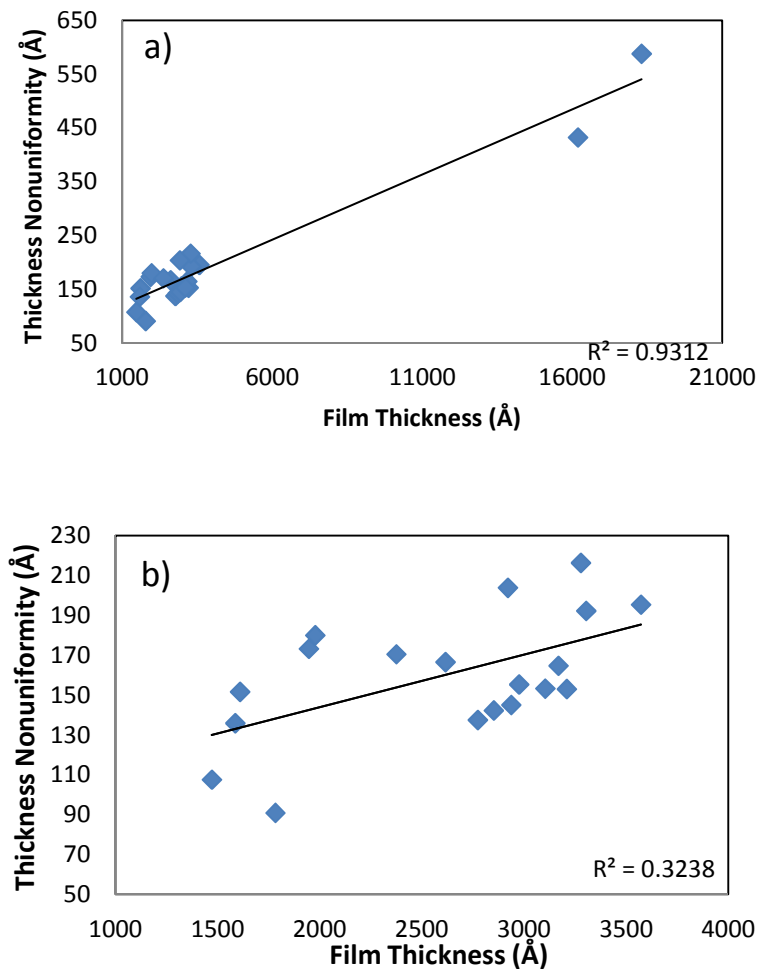 a)
Thickness Nonuniformity (Å)
650
550
450
350
250
150
50
R² = 0.9312
1000 6000 11000 16000 21000
Film Thickness (Å)
b)
Thickness Nonuniformity (Å)
230
210
190
170
150
130
110
90
70
50
R² = 0.3238
1000 1500 2000 2500 3000 3500 4000
Film Thickness (Å)